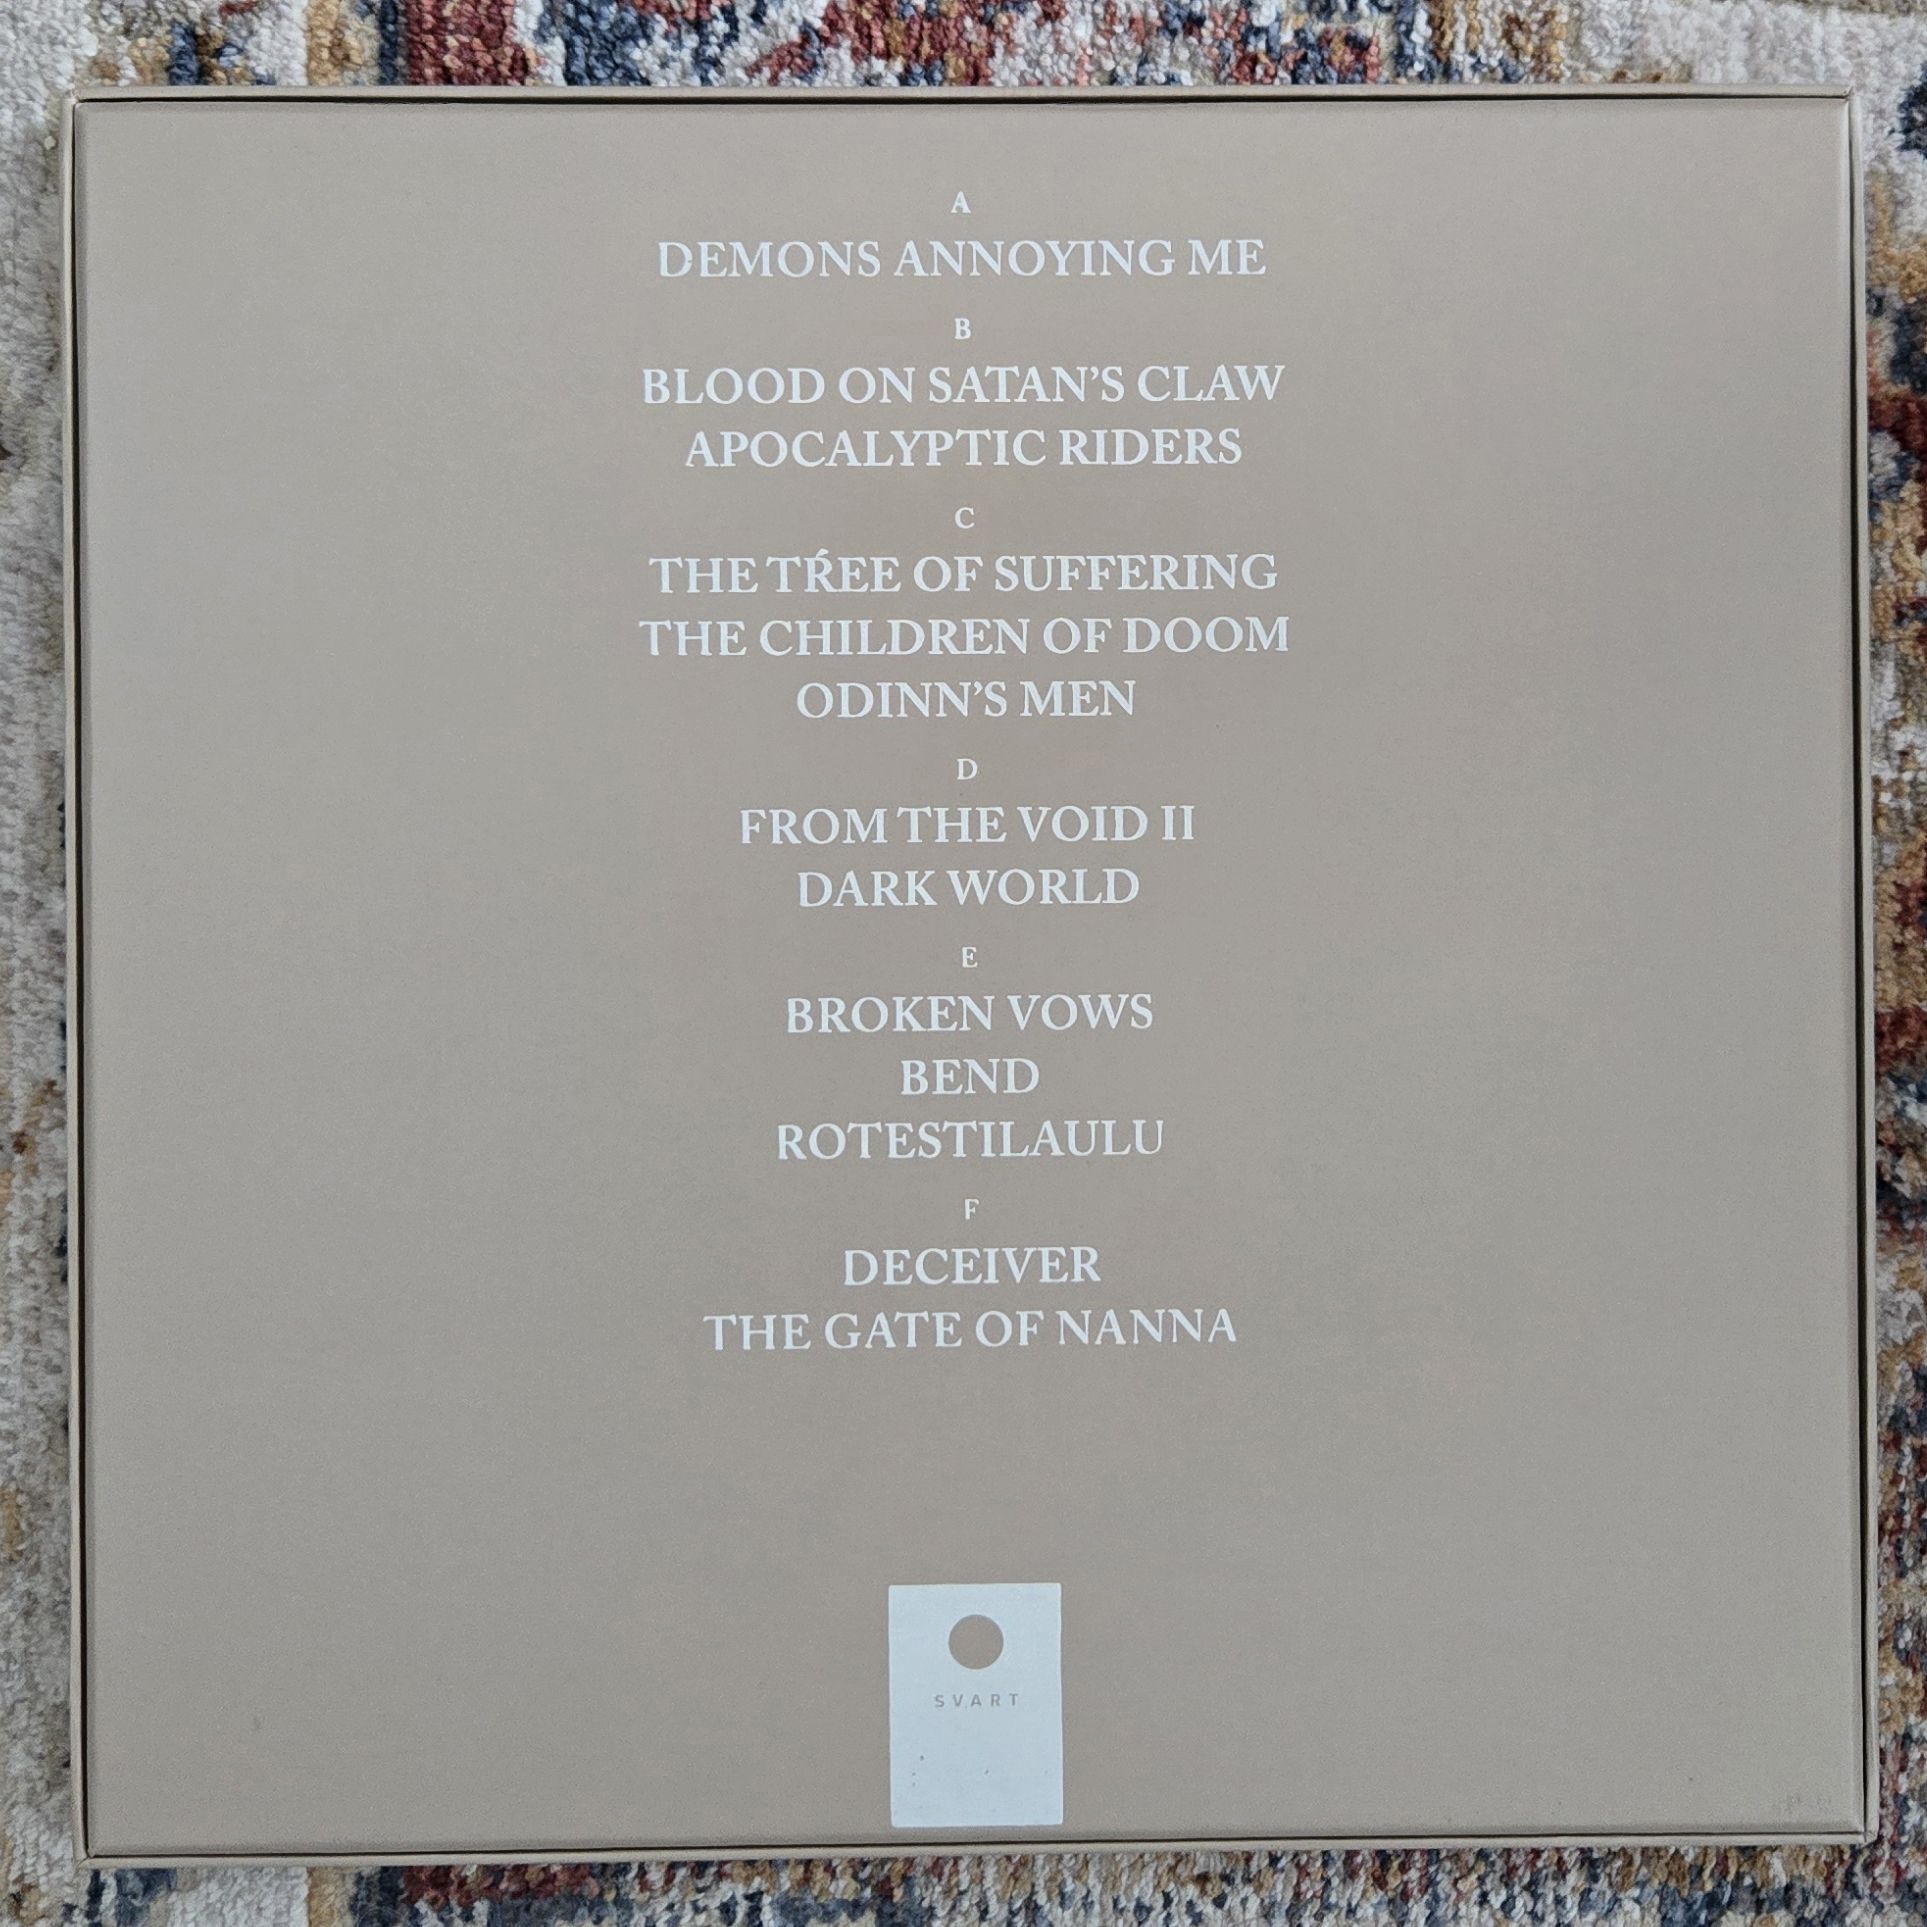 A
DEMONS ANNOYING ME
B
BLOOD ON SATAN’S CLAW
APOCALYPTIC RIDERS
C
THE TŔEE OF SUFFERING
THE CHILDREN OF DOOM
ODINN’S MEN
D
FROM THE VOID II
DARK WORLD
E
BROKEN VOWS
BEND
ROTESTILAULU
F
DECEIVER
THE GATE OF NANNA
SVART